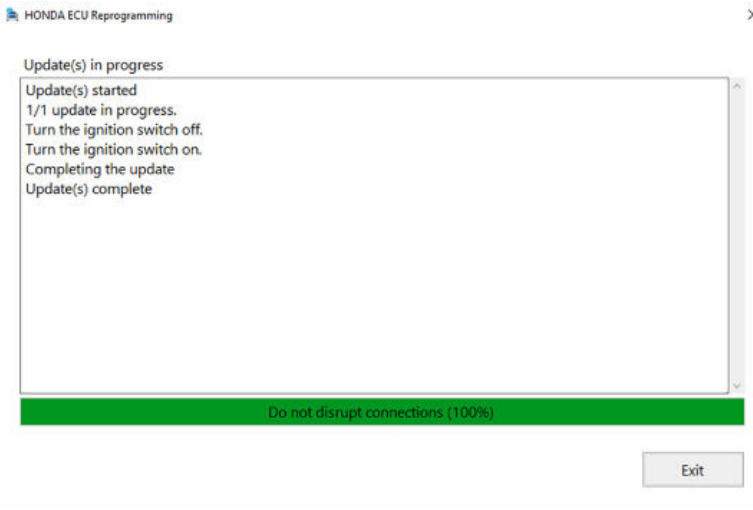 HONDA ECU Reprogramming
Update(s) in progress
Update(s) started
1/1 update in progress.
Turn the ignition switch off.
Turn the ignition switch on.
Completing the update
Update(s) complete
Do not disrupt connections (100%)
Exit